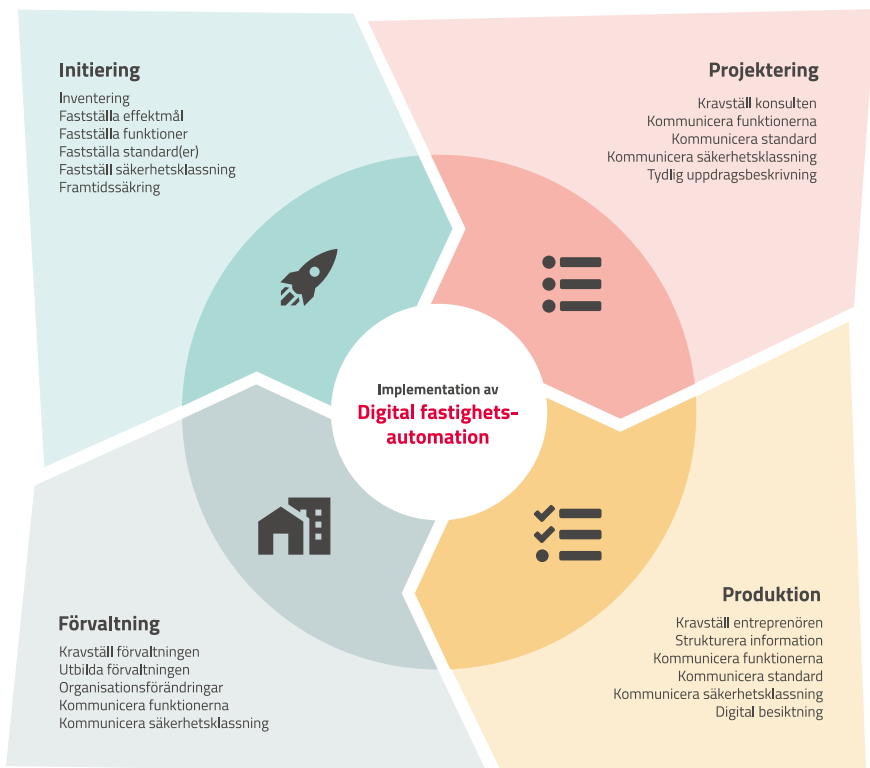 Initiering
Inventering
Fastställa effektmål
Fastställa funktioner
Fastställa standard(er)
Fastställ säkerhetsklassning
Framtidssäkring
Projektering
Kravställ konsulten
Kommunicera funktionerna
Kommunicera standard
Kommunicera säkerhetsklassning
Tydlig uppdragsbeskrivning
Implementation av
Digital fastighets-
automation
Förvaltning
Kravställ förvaltningen
Utbilda förvaltningen
Organisationsförändringar
Kommunicera funktionerna
Kommunicera säkerhetsklassning
Produktion
Kravställ entreprenören
Strukturera information
Kommunicera funktionerna
Kommunicera standard
Kommunicera säkerhetsklassning
Digital besiktning